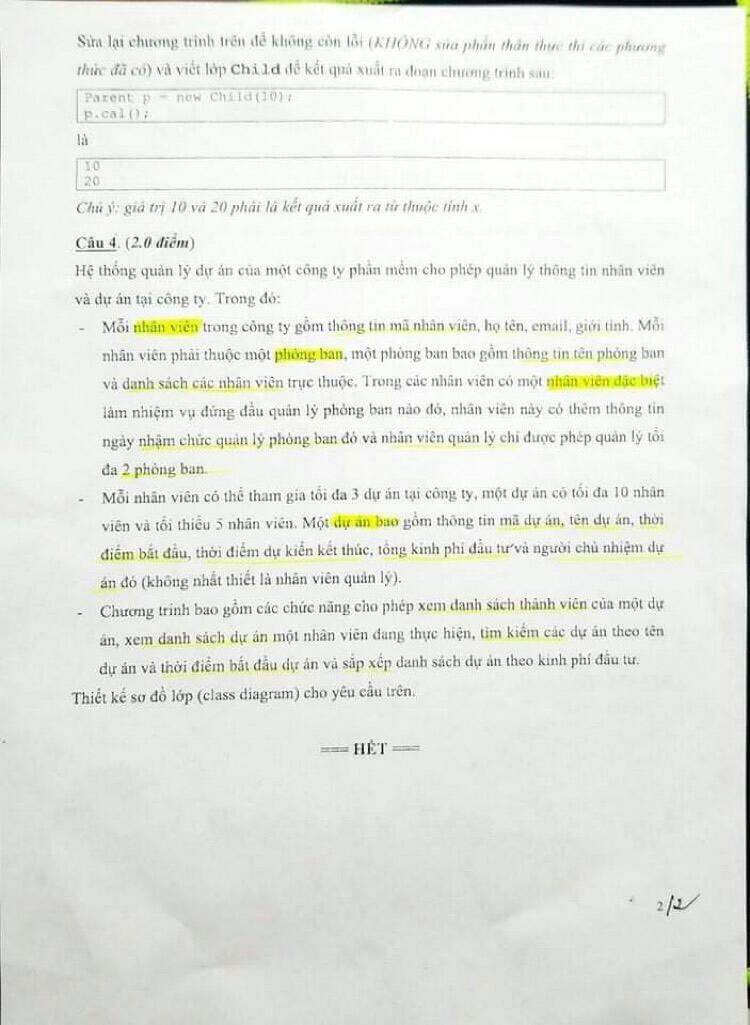 Sửa lại chương trình trên để không còn lỗi (KHÔNG sửa phần thân thực thi các phương
thức đã có) và viết lớp Child để kết quả xuất ra đoạn chương trình sau:
Parent p = new Child(10);
p.cal();
là
10
20
Chú ý: giá trị 10 và 20 phải là kết quả xuất ra từ thuộc tính x.
Câu 4. (2.0 điểm)
Hệ thống quản lý dự án của một công ty phần mềm cho phép quản lý thông tin nhân viên
và dự án tại công ty. Trong đó:
- Mỗi nhân viên trong công ty gồm thông tin mã nhân viên, họ tên, email, giới tính. Mỗi
nhân viên phải thuộc một phòng ban, một phòng ban bao gồm thông tin tên phòng ban
và danh sách các nhân viên trực thuộc. Trong các nhân viên có một nhân viên đặc biệt
làm nhiệm vụ đứng đầu quản lý phòng ban nào đó, nhân viên này có thêm thông tin
ngày nhậm chức quản lý phòng ban đó và nhân viên quản lý chỉ được phép quản lý tối
đa 2 phòng ban.
- Mỗi nhân viên có thể tham gia tối đa 3 dự án tại công ty, một dự án có tối đa 10 nhân
viên và tối thiểu 5 nhân viên. Một dự án bao gồm thông tin mã dự án, tên dự án, thời
điểm bắt đầu, thời điểm dự kiến kết thúc, tổng kinh phí đầu tư và người chủ nhiệm dự
án đó (không nhất thiết là nhân viên quản lý).
- Chương trình bao gồm các chức năng cho phép xem danh sách thành viên của một dự
án, xem danh sách dự án một nhân viên đang thực hiện, tìm kiếm các dự án theo tên
dự án và thời điểm bắt đầu dự án và sắp xếp danh sách dự án theo kinh phí đầu tư.
Thiết kế sơ đồ lớp (class diagram) cho yêu cầu trên.
=== HẾT ===
2/2